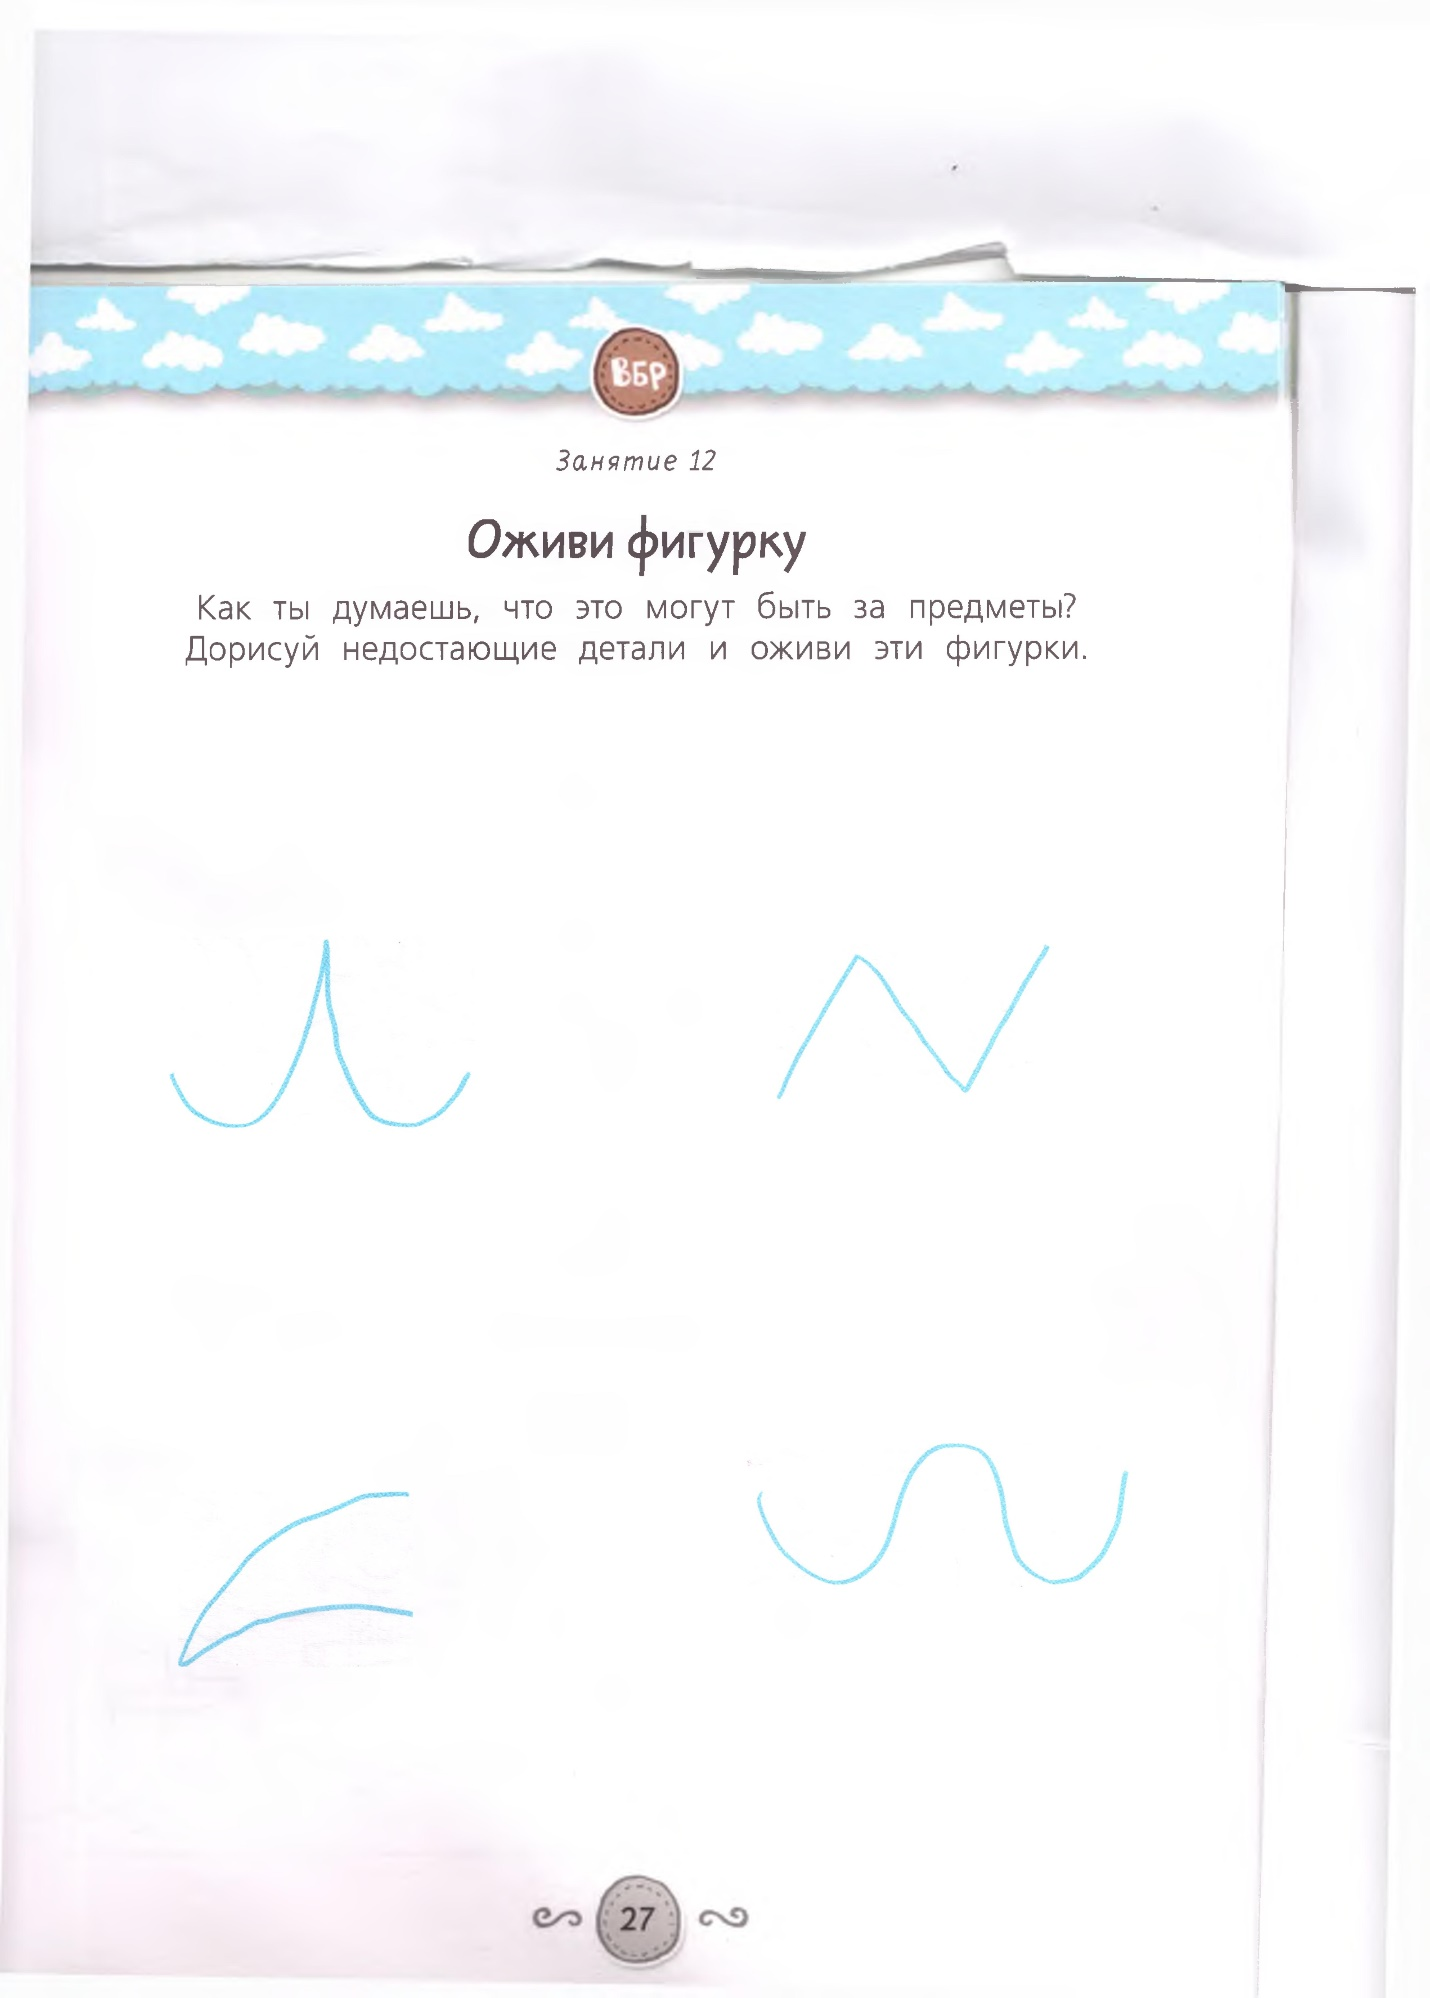 ВБР
Занятие 12
Оживи фигурку
Как ты думаешь, что это могут быть за предметы?
Дорисуй недостающие детали и оживи эти фигурки.
27